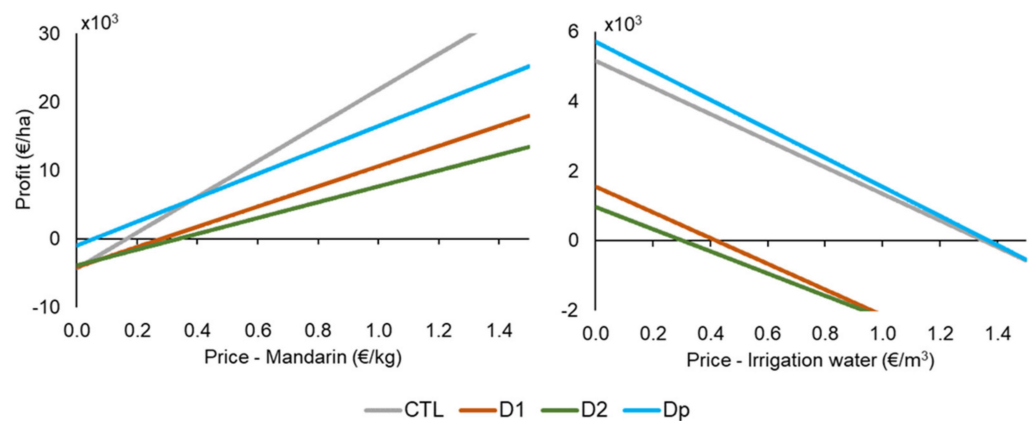 x10³
30
20
10
0
-10
Profit (€/ha)
0.0 0.2 0.4 0.6 0.8 1.0 1.2 1.4
Price - Mandarin (€/kg)
x10³
6
4
2
0
-2
0.0 0.2 0.4 0.6 0.8 1.0 1.2 1.4
Price - Irrigation water (€/m³)
CTL D1 D2 Dp